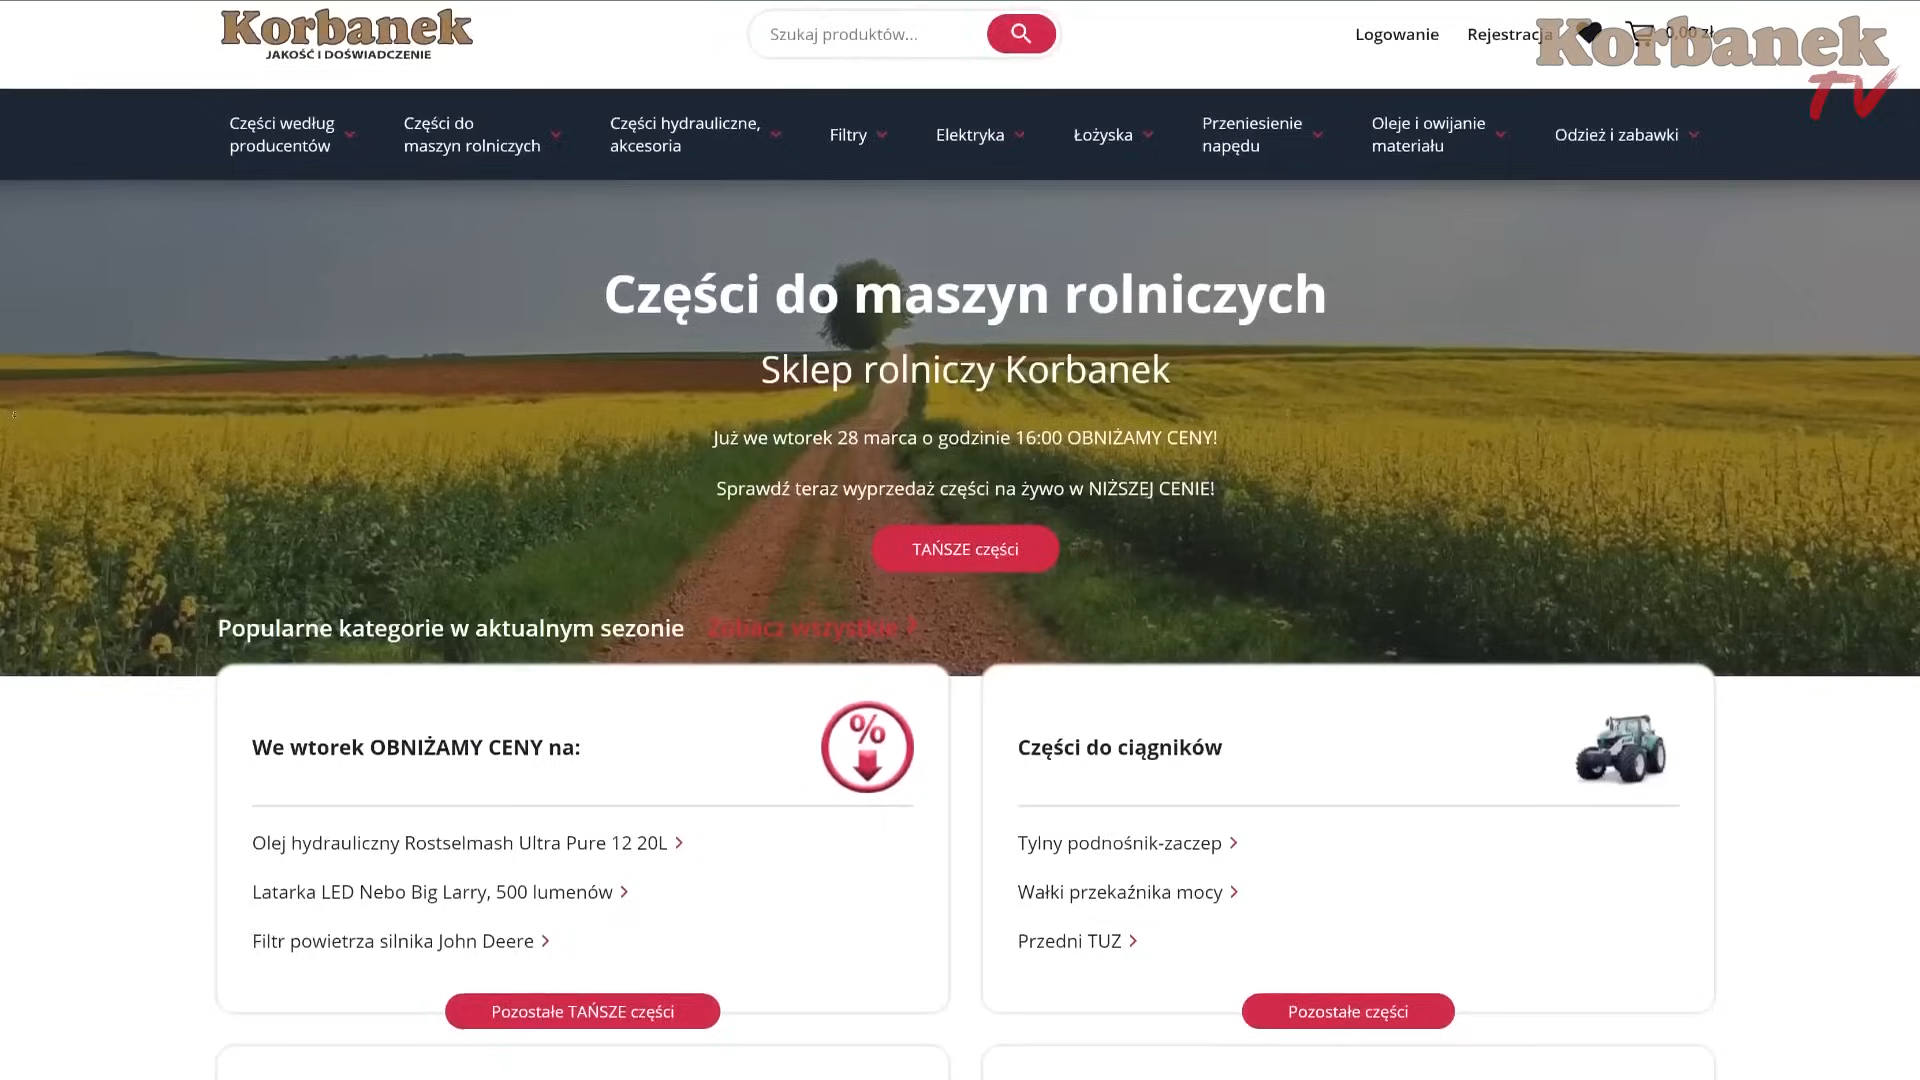 Korbanek
JAKOŚĆ I DOŚWIADCZENIE
Szukaj produktów...
Logowanie
Rejestracja
0,00 zł
Korbanek
TV
Części według
producentów
Części do
maszyn rolniczych
Części hydrauliczne,
akcesoria
Filtry
Elektryka
Łożyska
Przeniesienie
napędu
Oleje i owijanie
materiału
Odzież i zabawki
Części do maszyn rolniczych
Sklep rolniczy Korbanek
Już we wtorek 28 marca o godzinie 16:00 OBNIŻAMY CENY!
Sprawdź teraz wyprzedaż części na żywo w NIŻSZEJ CENIE!
TAŃSZE części
Popularne kategorie w aktualnym sezonie Zobacz wszystkie
We wtorek OBNIŻAMY CENY na:
%
Olej hydrauliczny Rostselmash Ultra Pure 12 20L
Latarka LED Nebo Big Larry, 500 lumenów
Filtr powietrza silnika John Deere
Pozostałe TAŃSZE części
Części do ciągników
Tylny podnośnik-zaczep
Wałki przekaźnika mocy
Przedni TUZ
Pozostałe części